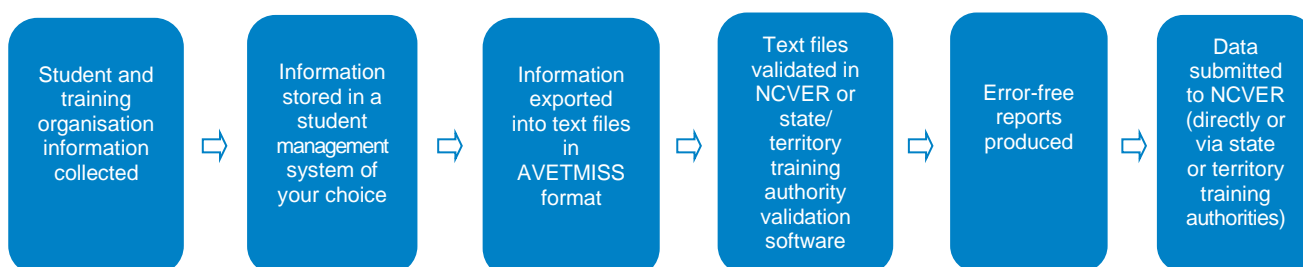 Student and
training
organisation
information
collected
Information
stored in a
student
management
system of
your choice
Information
exported
into text files
in
AVETMISS
format
Text files
validated in
NCVER or
state/
territory
training
authority
validation
software
Error-free
reports
produced
Data
submitted
to NCVER
(directly or
via state
or territory
training
authorities)